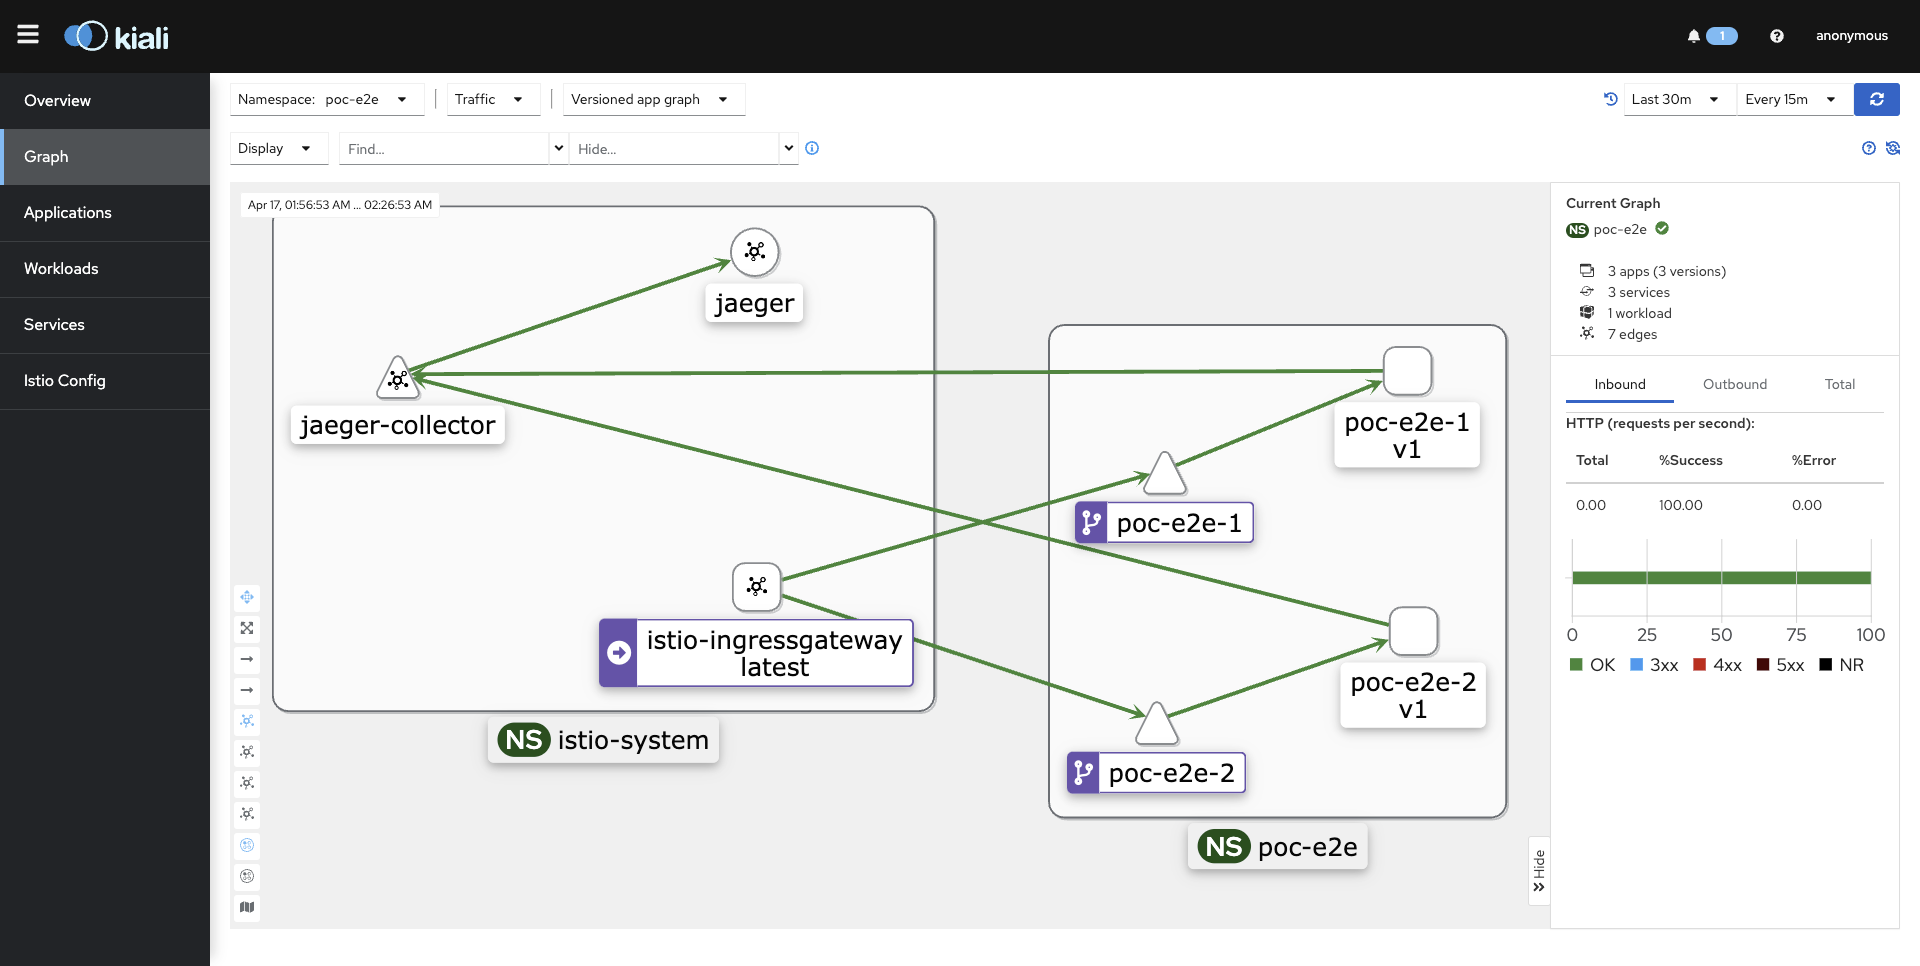 kiali
1
anonymous
Overview
Graph
Applications
Workloads
Services
Istio Config
Namespace: poc-e2e
Traffic
Versioned app graph
Last 30m
Every 15m
Display
Find...
Hide...
Apr 17, 01:56:53 AM ... 02:26:53 AM
jaeger
jaeger-collector
poc-e2e-1
v1
poc-e2e-1
istio-ingressgateway
latest
poc-e2e-2
v1
poc-e2e-2
NS istio-system
NS poc-e2e
Hide
Current Graph
NS poc-e2e
3 apps (3 versions)
3 services
1 workload
7 edges
Inbound Outbound Total
HTTP (requests per second):
Total %Success %Error
0.00 100.00 0.00
0 25 50 75 100
OK 3xx 4xx 5xx NR